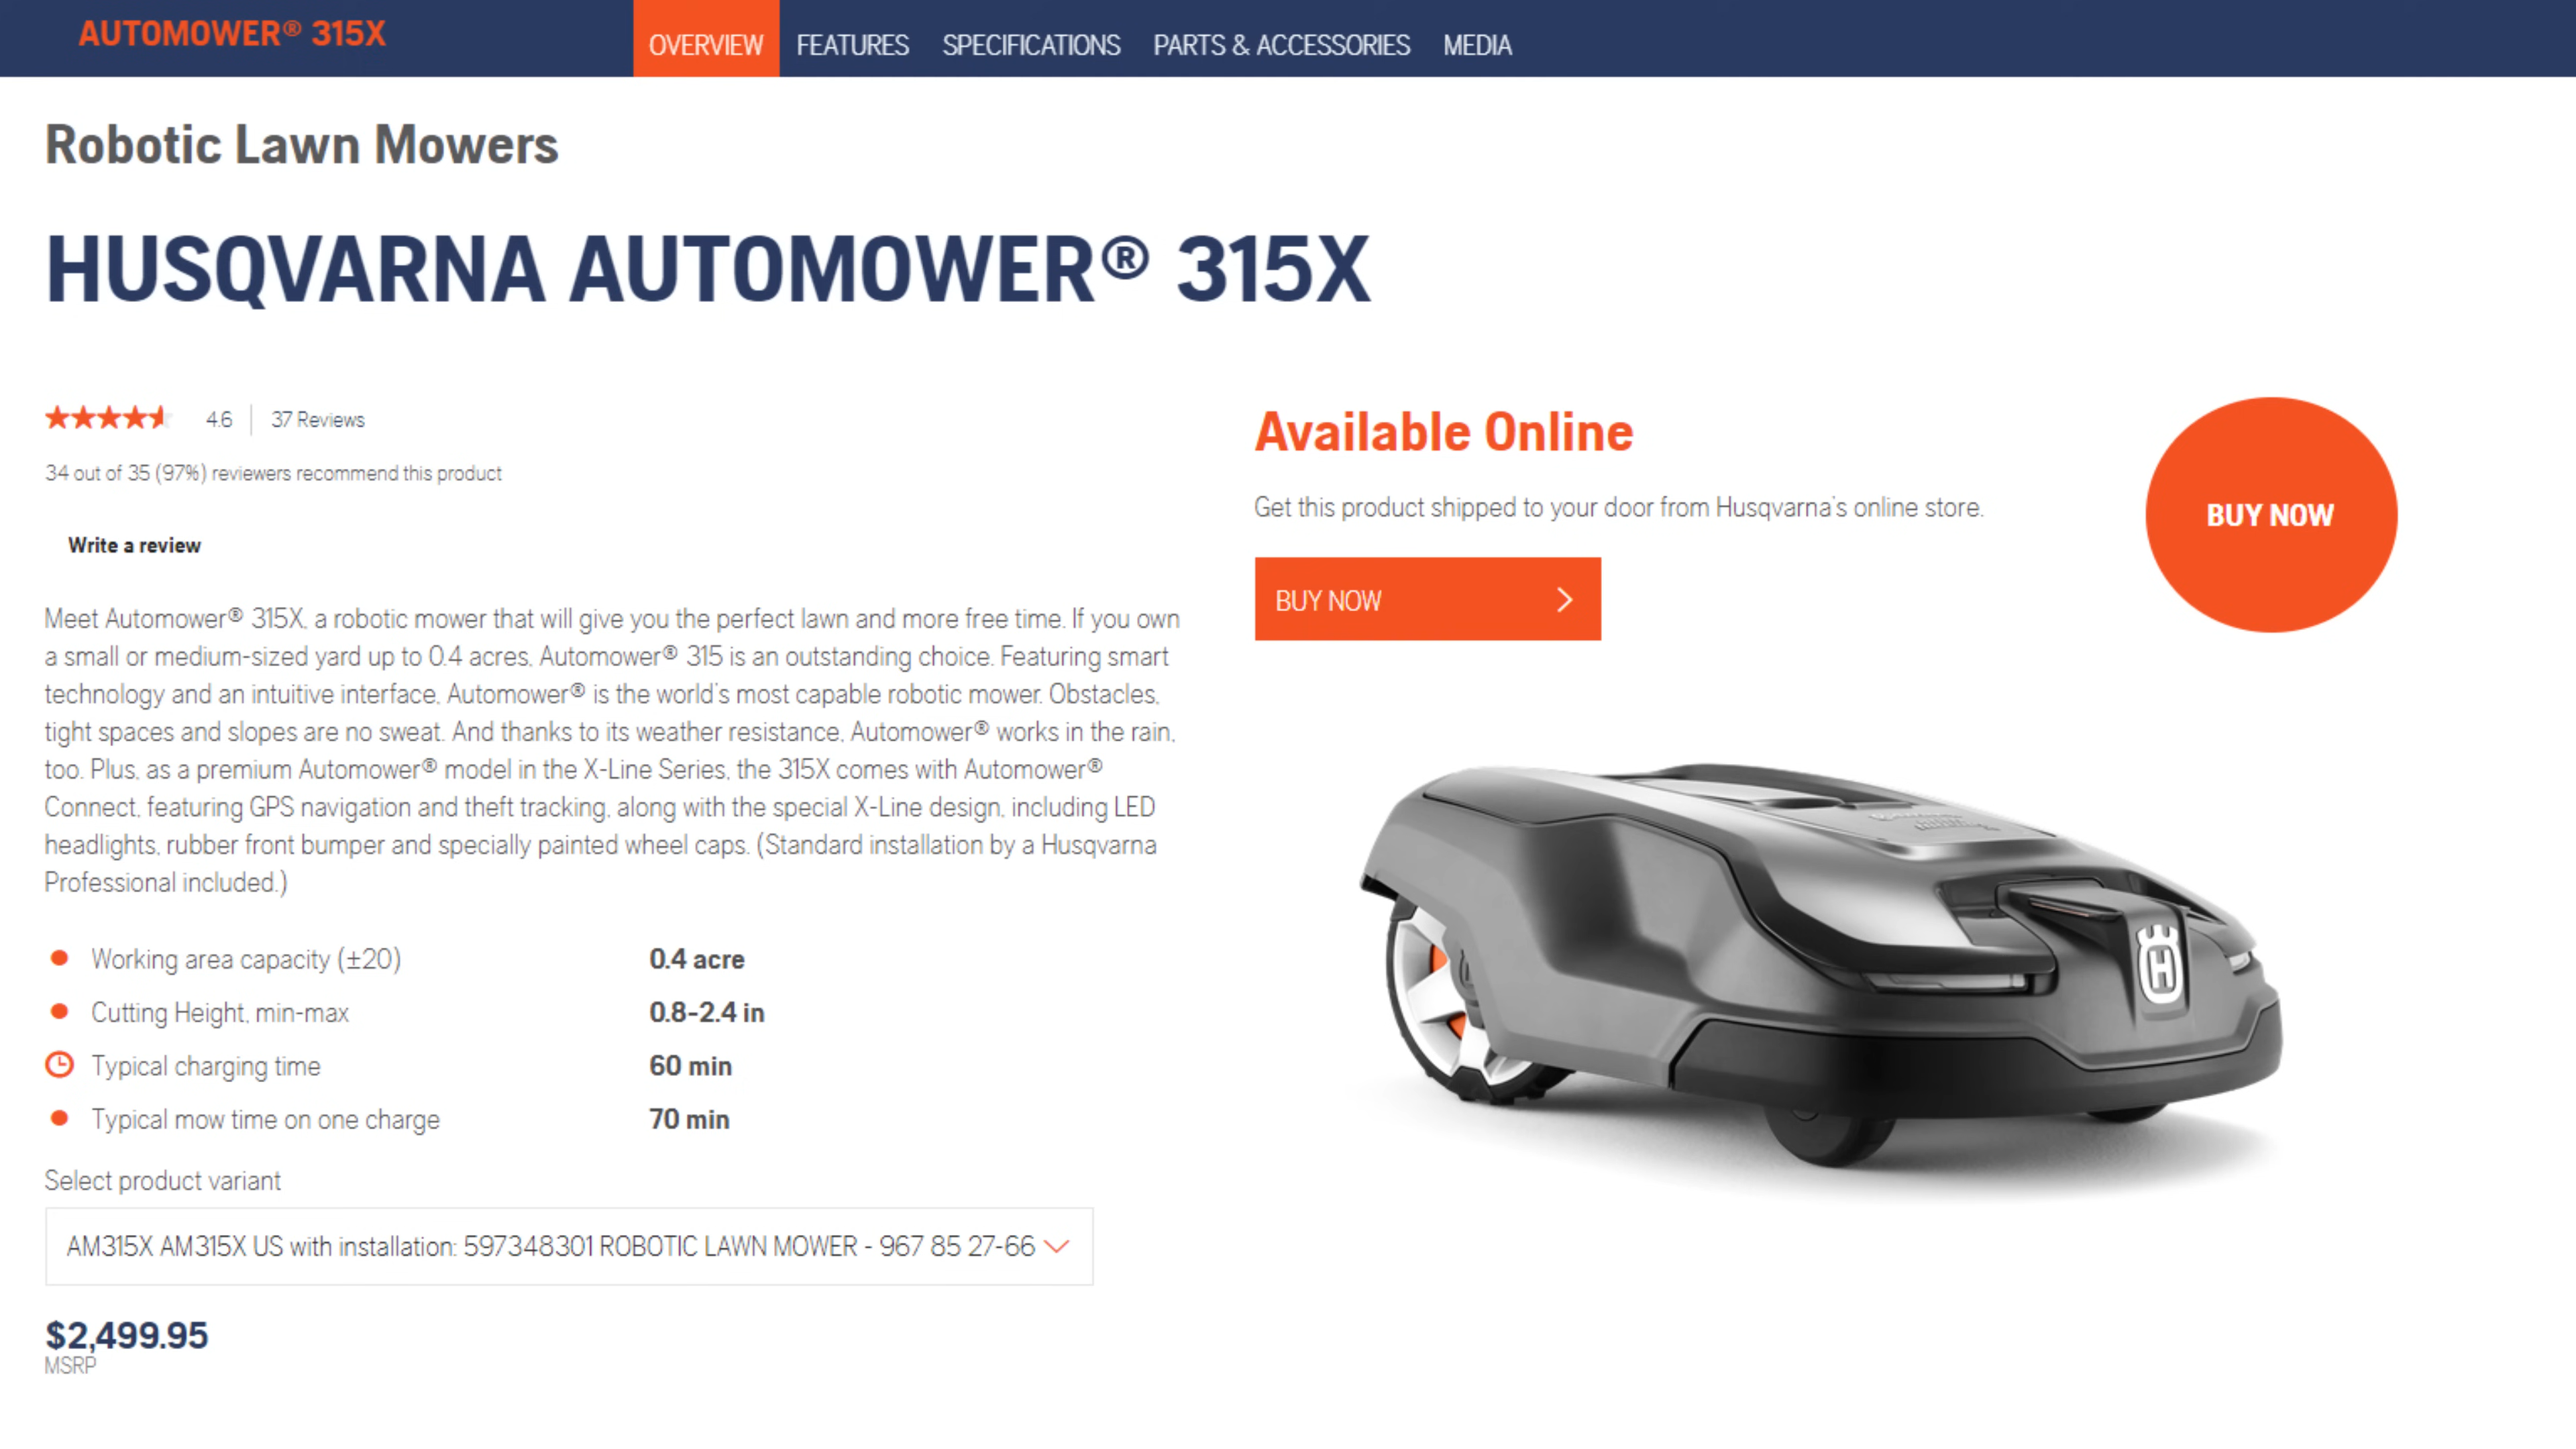 AUTOMOWER® 315X
OVERVIEW FEATURES SPECIFICATIONS PARTS & ACCESSORIES MEDIA
Robotic Lawn Mowers
HUSQVARNA AUTOMOWER® 315X
4.6 37 Reviews
34 out of 35 (97%) reviewers recommend this product
Write a review
Meet Automower® 315X, a robotic mower that will give you the perfect lawn and more free time. If you own
a small or medium-sized yard up to 0.4 acres, Automower® 315 is an outstanding choice. Featuring smart
technology and an intuitive interface, Automower® is the world's most capable robotic mower. Obstacles,
tight spaces and slopes are no sweat. And thanks to its weather resistance, Automower® works in the rain,
too. Plus, as a premium Automower® model in the X-Line Series, the 315X comes with Automower®
Connect, featuring GPS navigation and theft tracking, along with the special X-Line design, including LED
headlights, rubber front bumper and specially painted wheel caps. (Standard installation by a Husqvarna
Professional included.)
Working area capacity (±20) 0.4 acre
Cutting Height, min-max 0.8-2.4 in
Typical charging time 60 min
Typical mow time on one charge 70 min
Select product variant
AM315X AM315X US with installation: 597348301 ROBOTIC LAWN MOWER - 967 85 27-66
$2,499.95
MSRP
Available Online
Get this product shipped to your door from Husqvarna's online store.
BUY NOW
BUY NOW
H